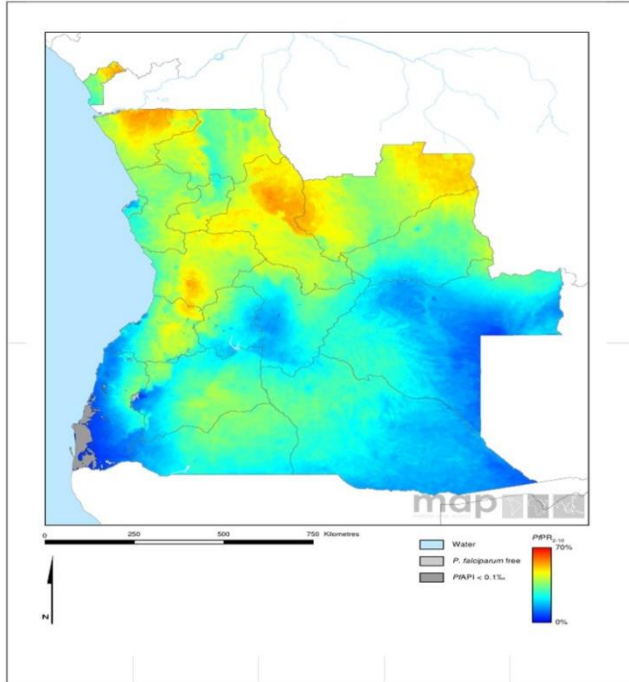 map
0 250 500 750 Kilometres
Water
P. falciparum free
PfAPI < 0.1‰
PfPR2-10
70%
0%
N